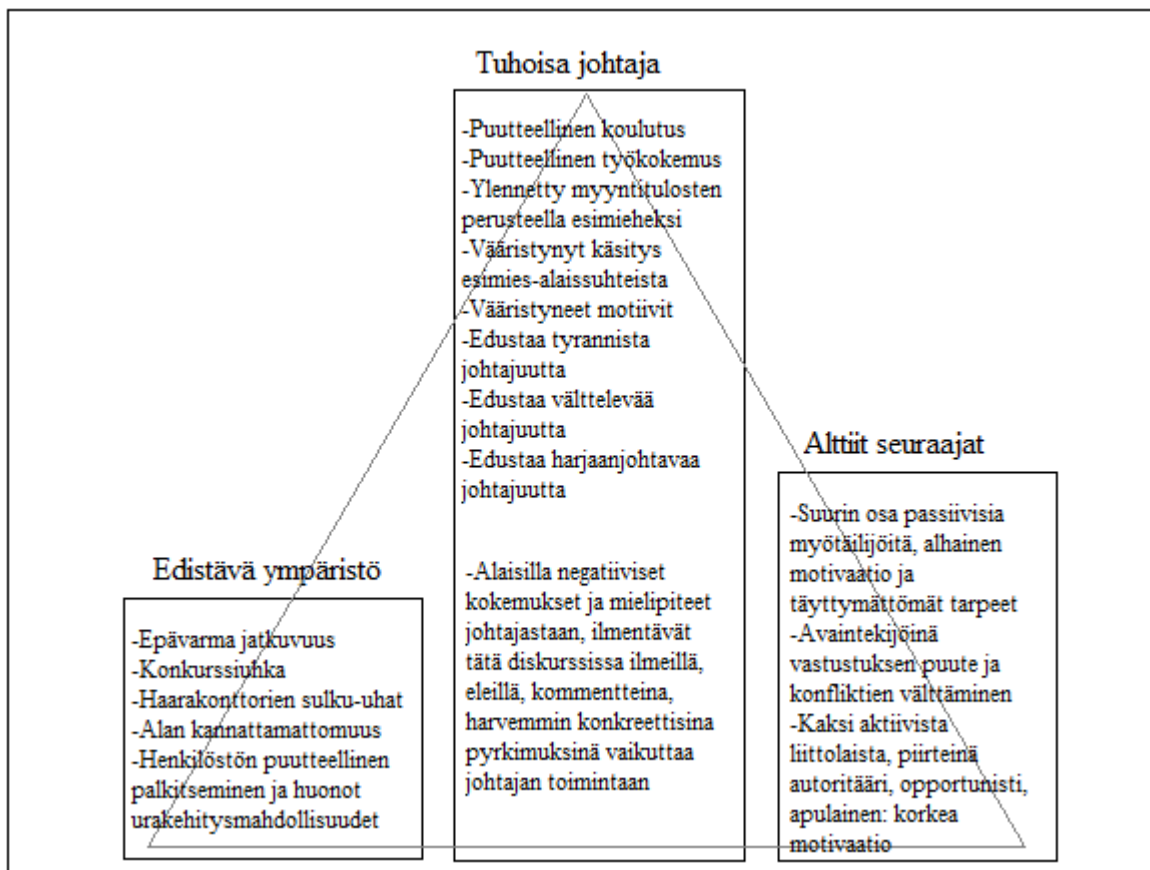 Tuhoisa johtaja
-Puutteellinen koulutus
-Puutteellinen työkokemus
-Ylennetty myyntitulosten
perusteella esimieheksi
-Vääristynyt käsitys
esimies-alaissuhteista
-Vääristyneet motiivit
-Edustaa tyrannista
johtajuutta
-Edustaa välttelevää
johtajuutta
-Edustaa harjaanjohtavaa
johtajuutta
-Alaisilla negatiiviset
kokemukset ja mielipiteet
johtajastaan, ilmentävät
tätä diskurssissa ilmeillä,
eleillä, kommentteina,
harvemmin konkreettisina
pyrkimuksinä vaikuttaa
johtajan toimintaan
Edistävä ympäristö
-Epävarma jatkuvuus
-Konkurssiuhka
-Haarakonttorien sulku-uhat
-Alan kannattamattomuus
-Henkilöstön puutteellinen
palkitseminen ja huonot
urakehitysmahdollisuudet
Alttiit seuraajat
-Suurin osa passiivisia
myötäilijöitä, alhainen
motivaatio ja
täyttymättömät tarpeet
-Avaintekijöinä
vastustuksen puute ja
konfliktien välttäminen
-Kaksi aktiivista
liittolaista, piirteinä
autoritääri, opportunisti,
apulainen: korkea
motivaatio